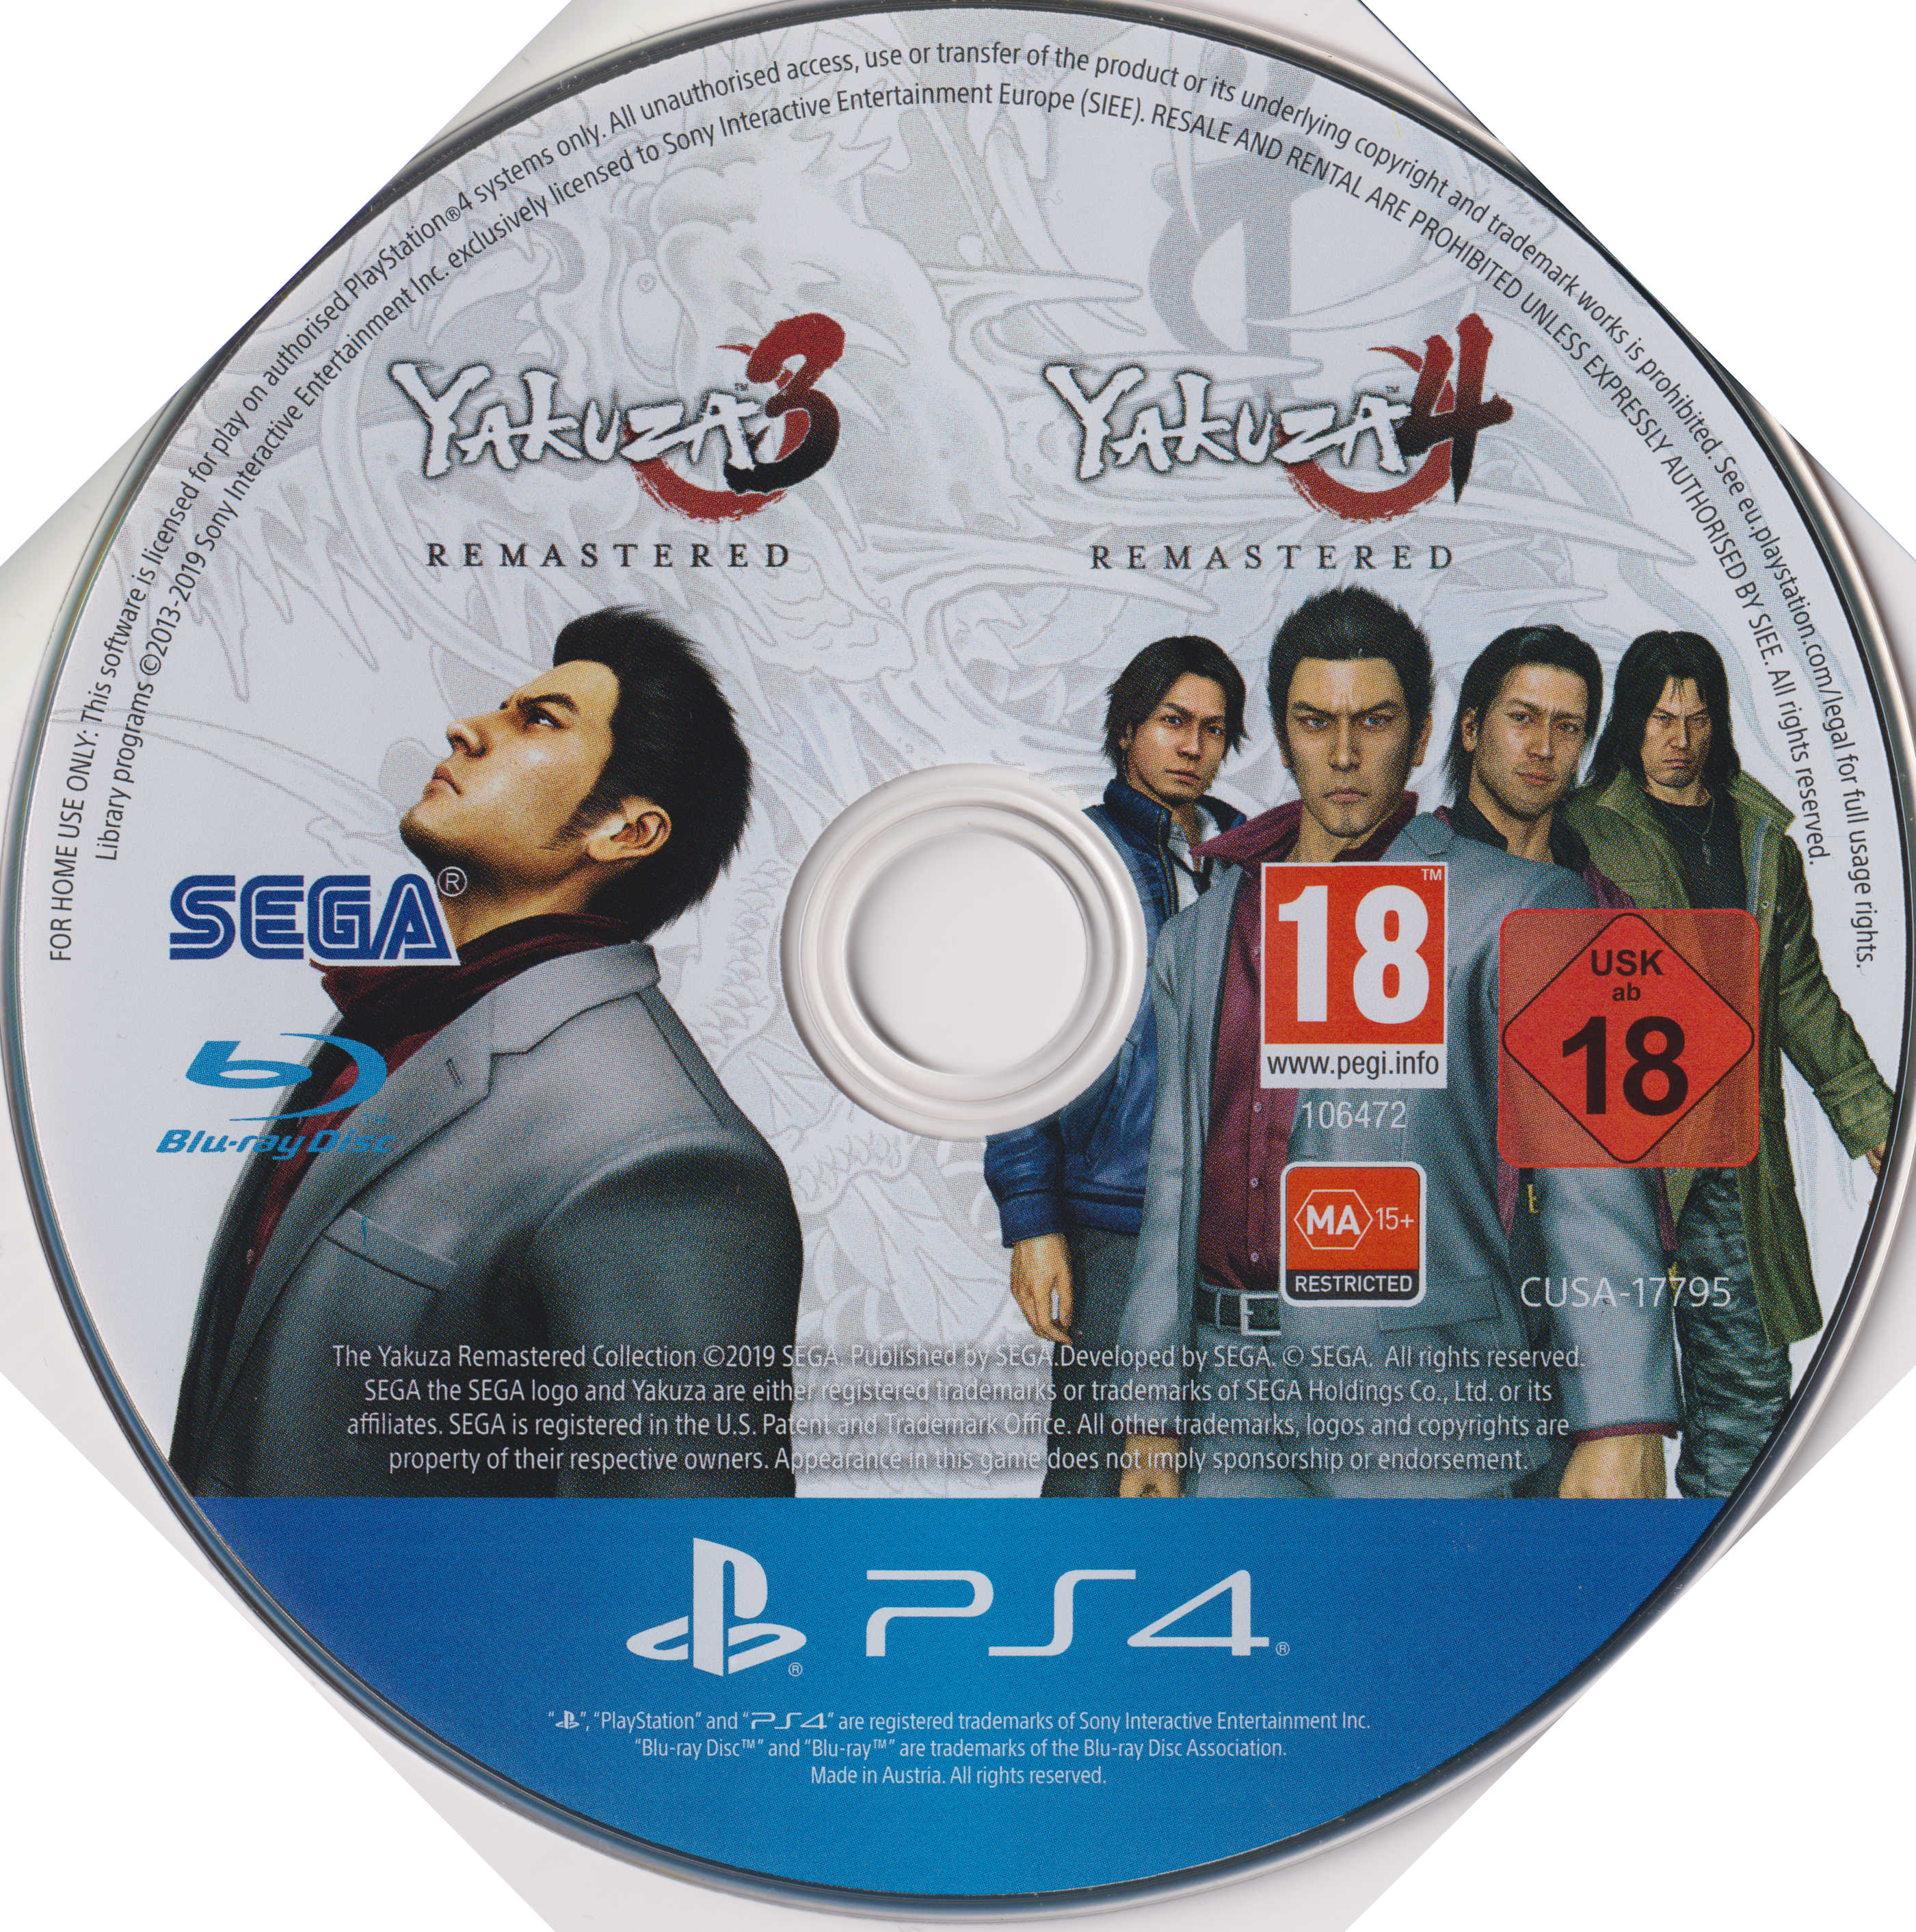 FOR HOME USE ONLY: This software is licensed for play on authorised PlayStation®4 systems only. All unauthorised access, use or transfer of the product or its underlying copyright and trademark works is prohibited. See eu.playstation.com/legal for full usage rights.
Library programs ©2013-2019 Sony Interactive Entertainment Inc. exclusively licensed to Sony Interactive Entertainment Europe (SIEE). RESALE AND RENTAL ARE PROHIBITED UNLESS EXPRESSLY AUTHORISED BY SIEE. All rights reserved.
YAKUZA™3
REMASTERED
YAKUZA™4
REMASTERED
SEGA®
Blu-ray Disc™
18™
www.pegi.info
106472
USK
ab
18
MA 15+
RESTRICTED
CUSA-17795
The Yakuza Remastered Collection ©2019 SEGA. Published by SEGA.Developed by SEGA. © SEGA. All rights reserved.
SEGA the SEGA logo and Yakuza are either registered trademarks or trademarks of SEGA Holdings Co., Ltd. or its
affiliates. SEGA is registered in the U.S. Patent and Trademark Office. All other trademarks, logos and copyrights are
property of their respective owners. Appearance in this game does not imply sponsorship or endorsement.
® PS4®
“ ”, “PlayStation” and “PS4” are registered trademarks of Sony Interactive Entertainment Inc.
“Blu-ray Disc™” and “Blu-ray™” are trademarks of the Blu-ray Disc Association.
Made in Austria. All rights reserved.